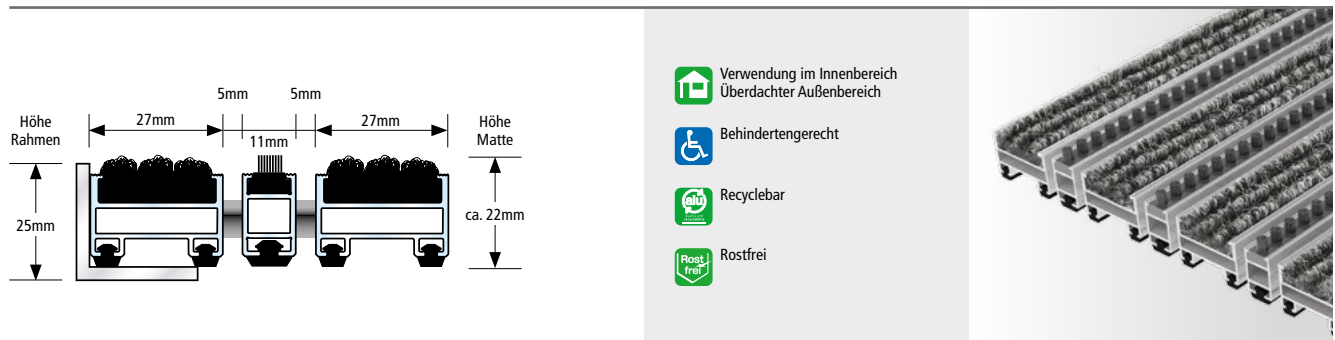 5mm
5mm
Höhe
Rahmen
27mm
27mm
Höhe
Matte
11mm
25mm
ca. 22mm
Verwendung im Innenbereich
Überdachter Außenbereich
Behindertengerecht
alu
Recyclebar
Rost
frei
Rostfrei